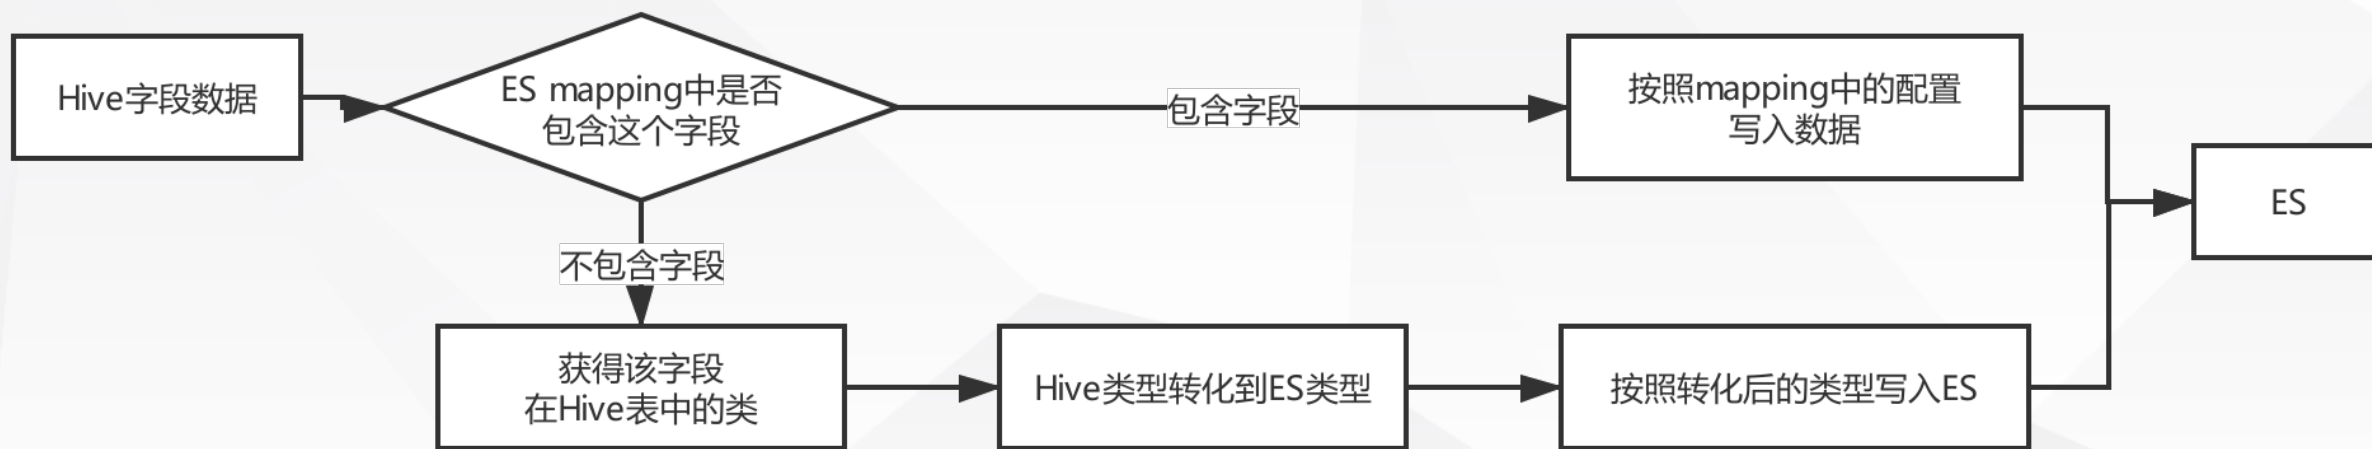 Hive字段数据
ES mapping中是否
包含这个字段
包含字段
按照mapping中的配置
写入数据
ES
不包含字段
获得该字段
在Hive表中的类
Hive类型转化到ES类型
按照转化后的类型写入ES